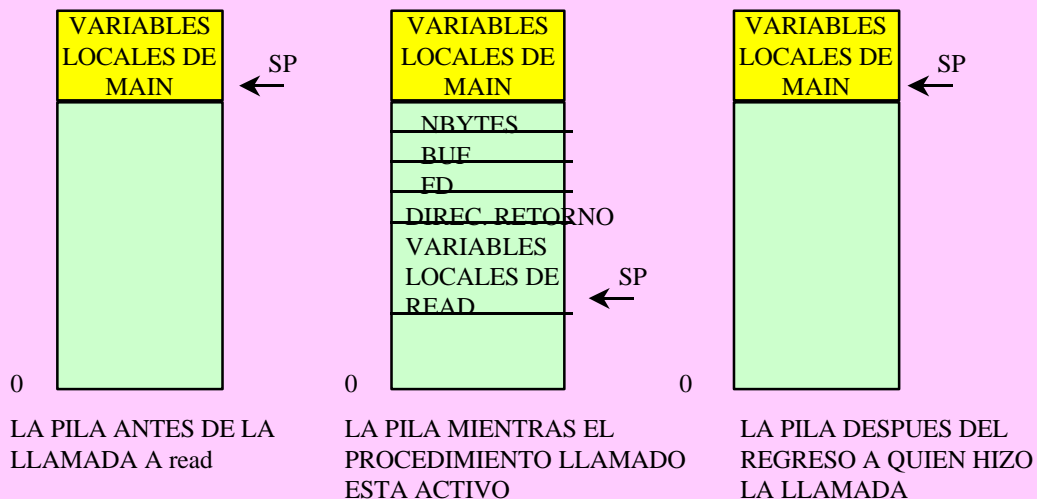 VARIABLES
LOCALES DE
MAIN
SP
0
LA PILA ANTES DE LA
LLAMADA A read
VARIABLES
LOCALES DE
MAIN
NBYTES
BUF
FD
DIREC. RETORNO
VARIABLES
LOCALES DE
READ
SP
0
LA PILA MIENTRAS EL
PROCEDIMIENTO LLAMADO
ESTA ACTIVO
VARIABLES
LOCALES DE
MAIN
SP
0
LA PILA DESPUES DEL
REGRESO A QUIEN HIZO
LA LLAMADA